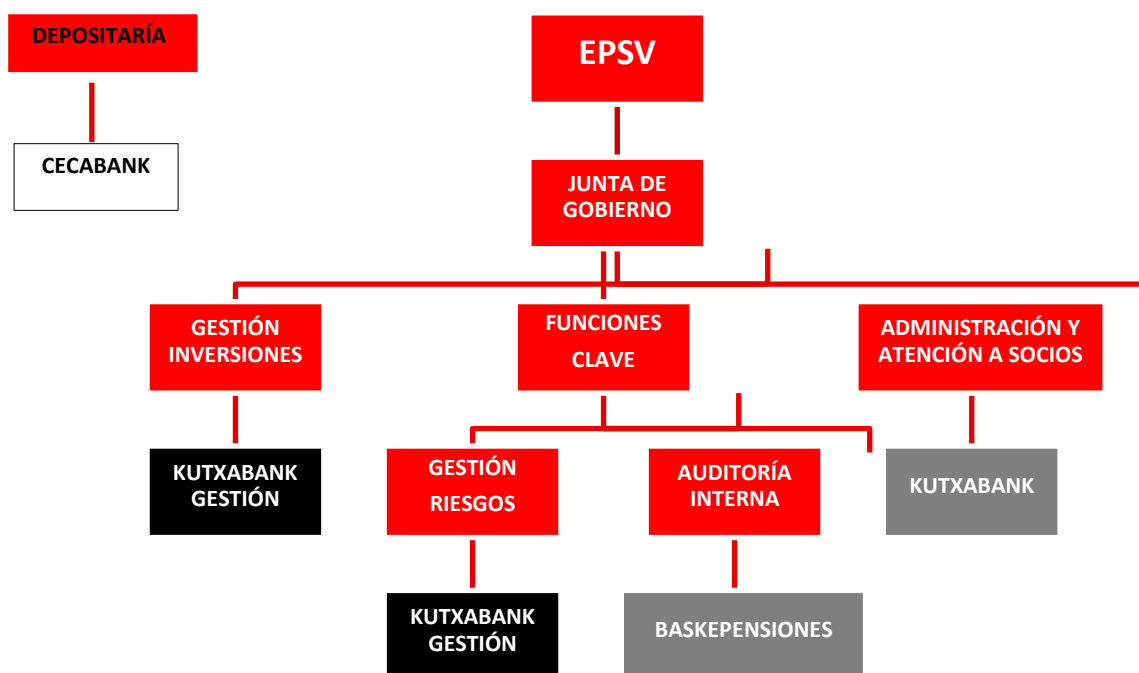 DEPOSITARÍA
EPSV
CECABANK
JUNTA DE
GOBIERNO
GESTIÓN
INVERSIONES
FUNCIONES
CLAVE
ADMINISTRACIÓN Y
ATENCIÓN A SOCIOS
KUTXABANK
GESTIÓN
GESTIÓN
RIESGOS
AUDITORÍA
INTERNA
KUTXABANK
KUTXABANK
GESTIÓN
BASKEPENSIONES